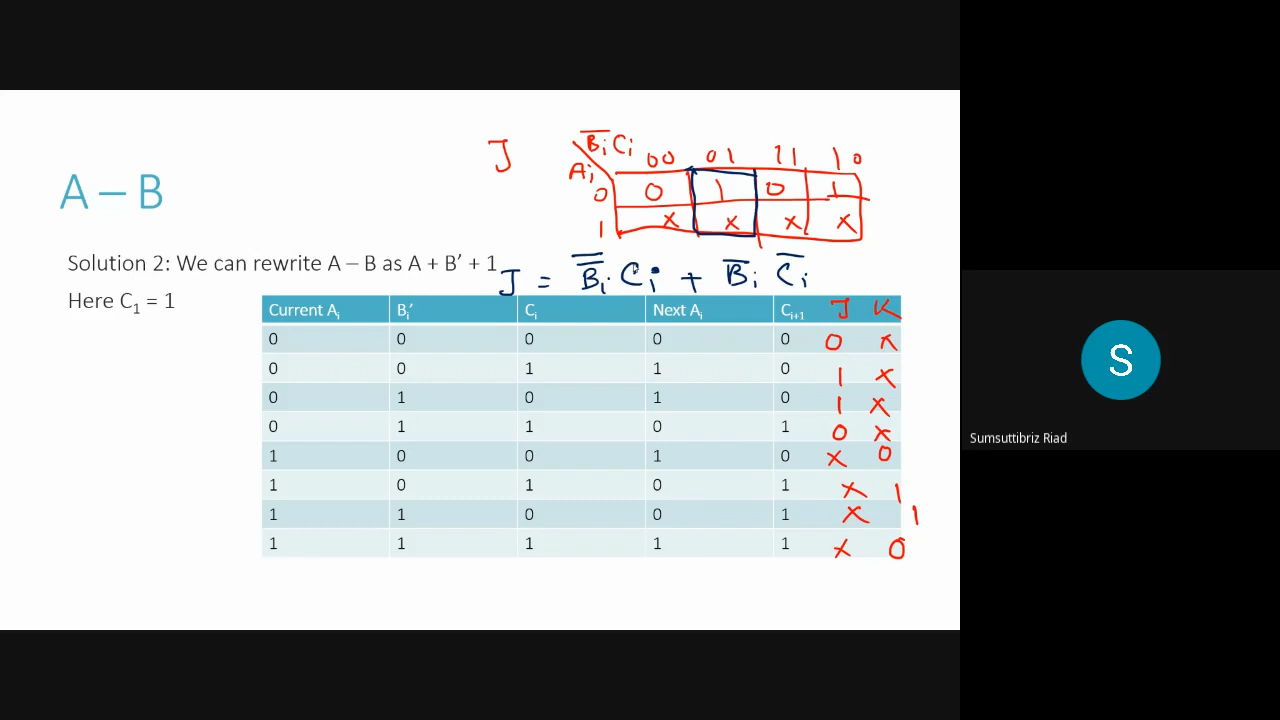 J B̅ᵢ Cᵢ
Aᵢ 00 01 11 10
0 0 1 0 1
1 x x x x
A – B
Solution 2: We can rewrite A – B as A + B′ + 1
J = B̿ᵢ Cᵢ + B̅ᵢ C̅ᵢ
Here C₁ = 1
Current Aᵢ Bᵢ′ Cᵢ Next Aᵢ Cᵢ₊₁ J K
0 0 0 0 0 0 x
0 0 1 1 0 1 x
0 1 0 1 0 1 x
0 1 1 0 1 0 x
1 0 0 1 0 x 0
1 0 1 0 1 x 1
1 1 0 0 1 x 1
1 1 1 1 1 x 0
S
Sumsuttibriz Riad